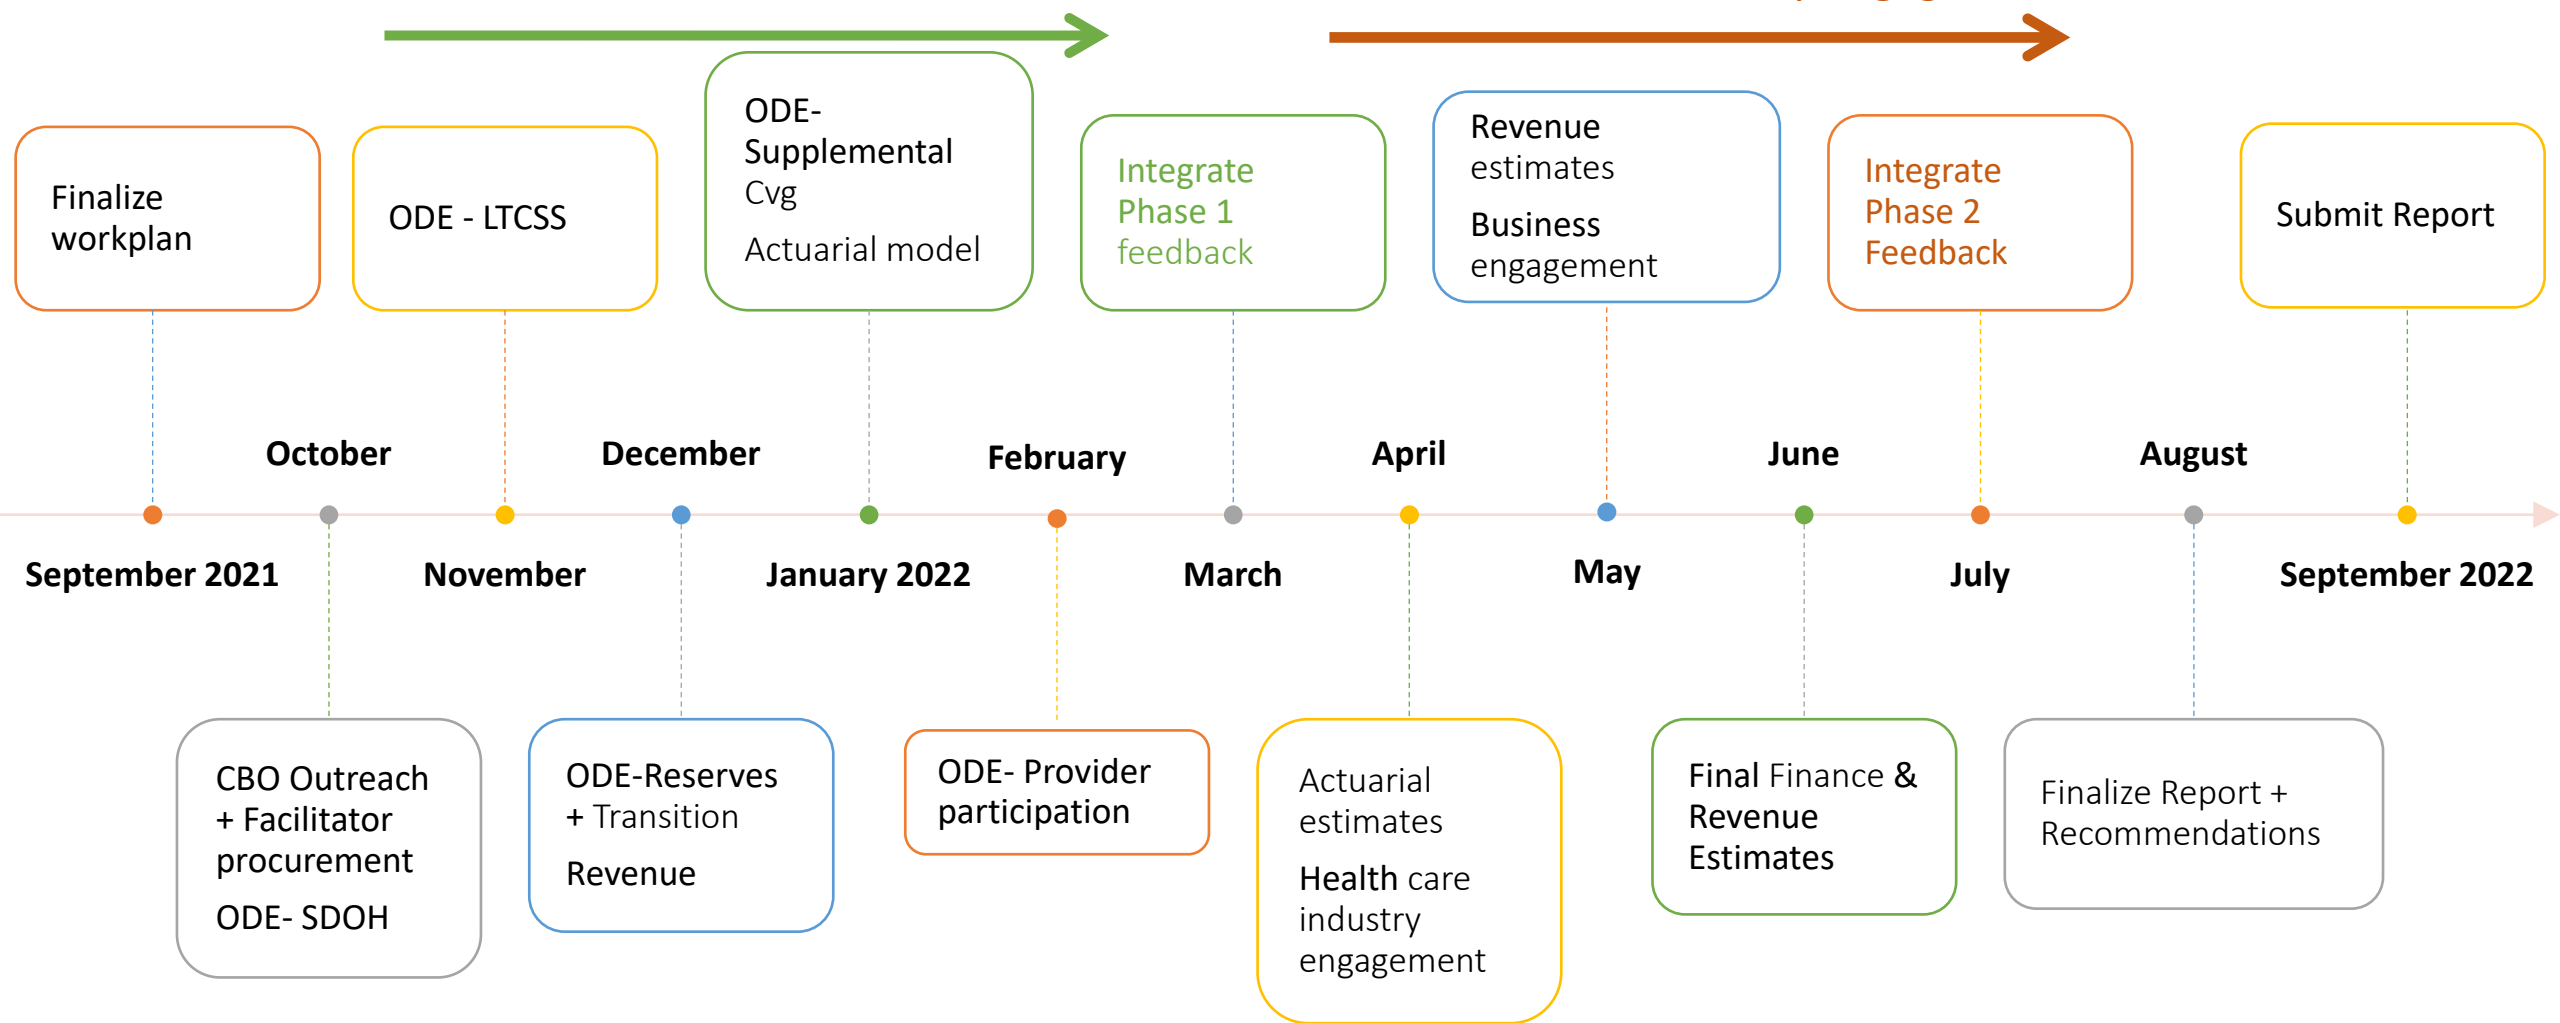 Finalize
workplan
ODE - LTCSS
ODE-
Supplemental
Cvg
Actuarial model
Integrate
Phase 1
feedback
Revenue
estimates
Business
engagement
Integrate
Phase 2
Feedback
Submit Report
October
December
February
April
June
August
September 2021
November
January 2022
March
May
July
September 2022
CBO Outreach
+ Facilitator
procurement
ODE- SDOH
ODE-Reserves
+ Transition
Revenue
ODE- Provider
participation
Actuarial
estimates
Health care
industry
engagement
Final Finance &
Revenue
Estimates
Finalize Report +
Recommendations